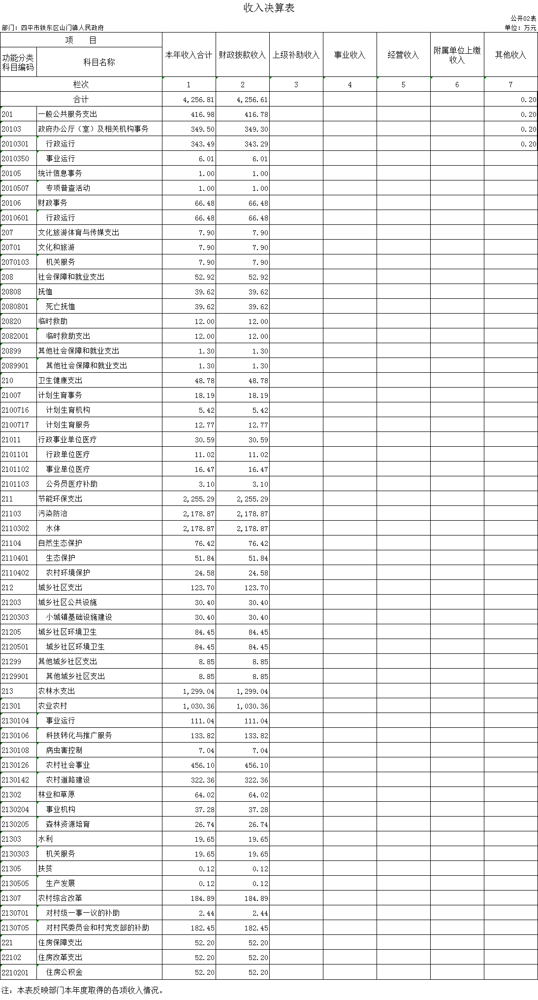 收入决算表
公开02表
部门：四平市铁东区山门镇人民政府 单位：万元
项 目 本年收入合计 财政拨款收入 上级补助收入 事业收入 经营收入 附属单位上缴收入 其他收入
功能分类科目编码 科目名称
栏次 1 2 3 4 5 6 7
合计 4,256.81 4,256.61 0.20
201 一般公共服务支出 416.98 416.78 0.20
20103 政府办公厅（室）及相关机构事务 349.50 349.30 0.20
2010301 行政运行 343.49 343.29 0.20
2010350 事业运行 6.01 6.01
20105 统计信息事务 1.00 1.00
2010507 专项普查活动 1.00 1.00
20106 财政事务 66.48 66.48
2010601 行政运行 66.48 66.48
207 文化旅游体育与传媒支出 7.90 7.90
20701 文化和旅游 7.90 7.90
2070103 机关服务 7.90 7.90
208 社会保障和就业支出 52.92 52.92
20808 抚恤 39.62 39.62
2080801 死亡抚恤 39.62 39.62
20820 临时救助 12.00 12.00
2082001 临时救助支出 12.00 12.00
20899 其他社会保障和就业支出 1.30 1.30
2089901 其他社会保障和就业支出 1.30 1.30
210 卫生健康支出 48.78 48.78
21007 计划生育事务 18.19 18.19
2100716 计划生育机构 5.42 5.42
2100717 计划生育服务 12.77 12.77
21011 行政事业单位医疗 30.59 30.59
2101101 行政单位医疗 11.02 11.02
2101102 事业单位医疗 16.47 16.47
2101103 公务员医疗补助 3.10 3.10
211 节能环保支出 2,255.29 2,255.29
21103 污染防治 2,178.87 2,178.87
2110302 水体 2,178.87 2,178.87
21104 自然生态保护 76.42 76.42
2110401 生态保护 51.84 51.84
2110402 农村环境保护 24.58 24.58
212 城乡社区支出 123.70 123.70
21203 城乡社区公共设施 30.40 30.40
2120303 小城镇基础设施建设 30.40 30.40
21205 城乡社区环境卫生 84.45 84.45
2120501 城乡社区环境卫生 84.45 84.45
21299 其他城乡社区支出 8.85 8.85
2129901 其他城乡社区支出 8.85 8.85
213 农林水支出 1,299.04 1,299.04
21301 农业农村 1,030.36 1,030.36
2130104 事业运行 111.04 111.04
2130106 科技转化与推广服务 133.82 133.82
2130108 病虫害控制 7.04 7.04
2130126 农村社会事业 456.10 456.10
2130142 农村道路建设 322.36 322.36
21302 林业和草原 64.02 64.02
2130204 事业机构 37.28 37.28
2130205 森林资源培育 26.74 26.74
21303 水利 19.65 19.65
2130303 机关服务 19.65 19.65
21305 扶贫 0.12 0.12
2130505 生产发展 0.12 0.12
21307 农村综合改革 184.89 184.89
2130701 对村级一事一议的补助 2.44 2.44
2130705 对村民委员会和村党支部的补助 182.45 182.45
221 住房保障支出 52.20 52.20
22102 住房改革支出 52.20 52.20
2210201 住房公积金 52.20 52.20
注：本表反映部门本年度取得的各项收入情况。